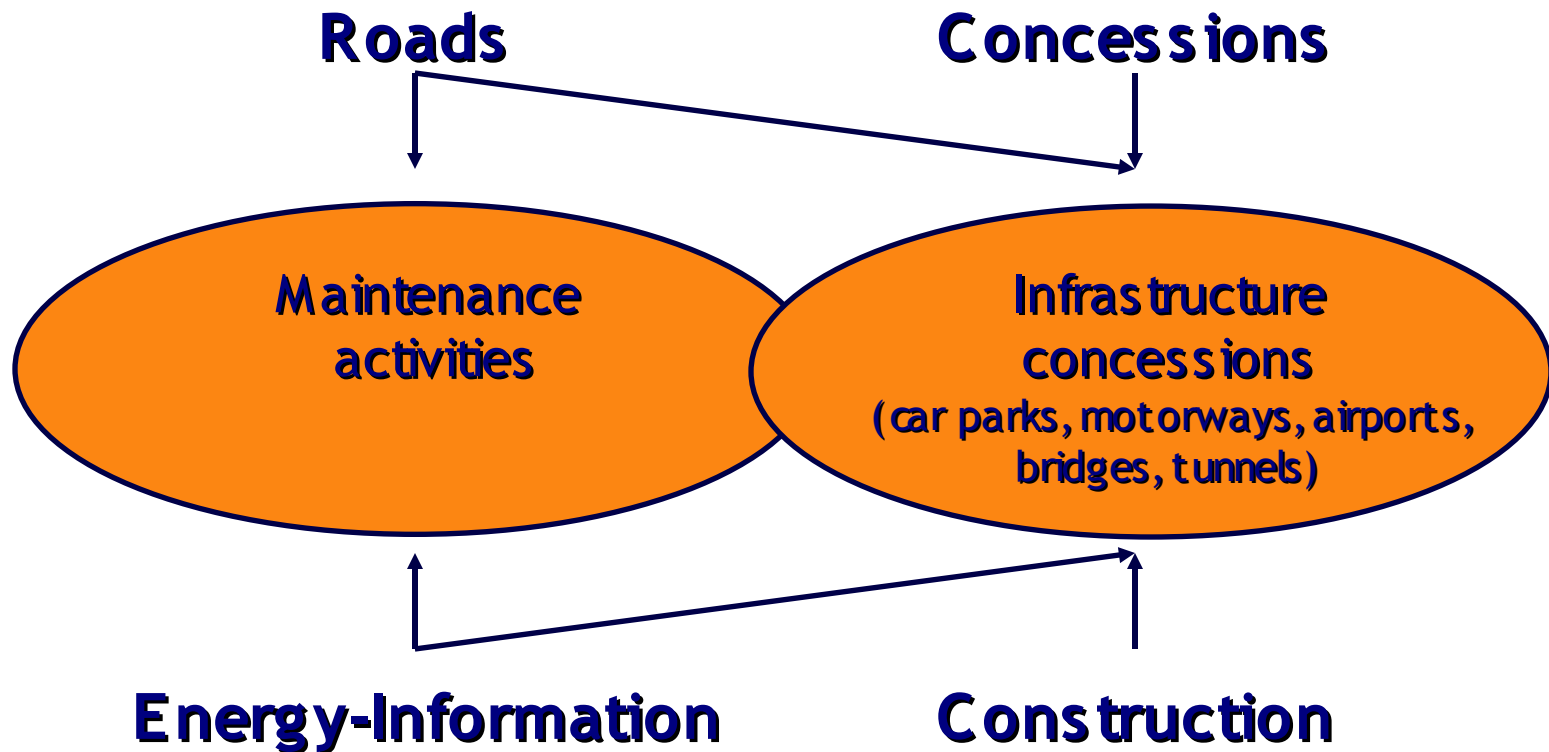 Roads
Concessions
Maintenance
activities
Infrastructure
concessions
(car parks, motorways, airports,
bridges, tunnels)
Energy-Information
Construction